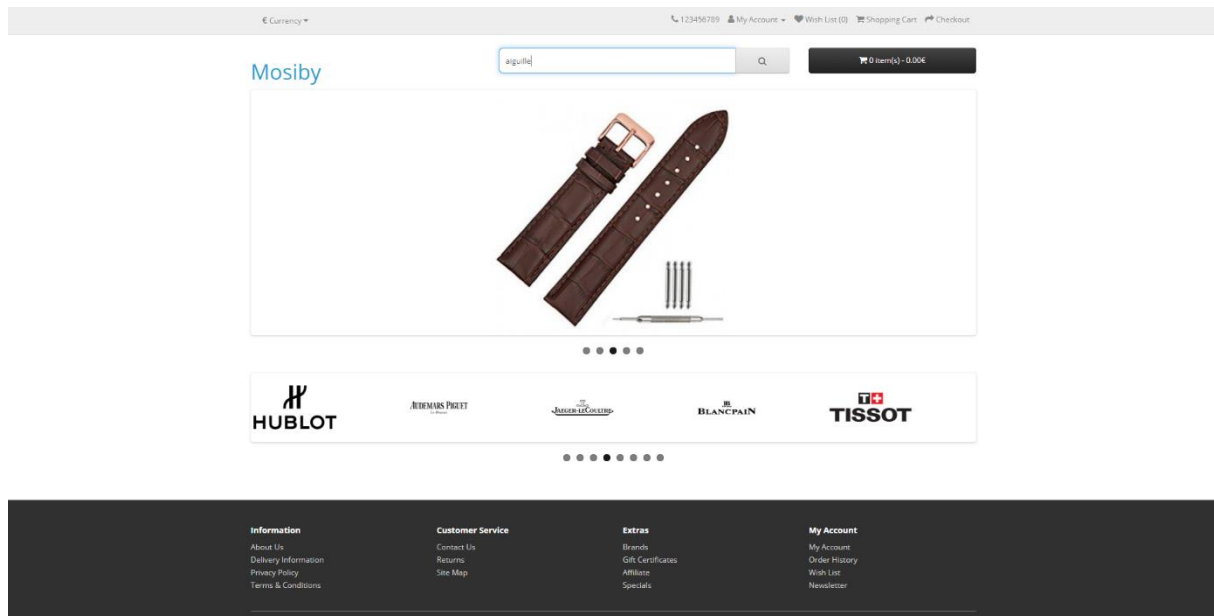 € Currency
123456789 My Account Wish List (0) Shopping Cart Checkout
Mosiby
aiguille
0 item(s) - 0.00€
HUBLOT
AUDEMARS PIGUET
JAEGER-LECOULTRE
BLANCPAIN
T+
TISSOT
Information
About Us
Delivery Information
Privacy Policy
Terms & Conditions
Customer Service
Contact Us
Returns
Site Map
Extras
Brands
Gift Certificates
Affiliate
Specials
My Account
My Account
Order History
Wish List
Newsletter